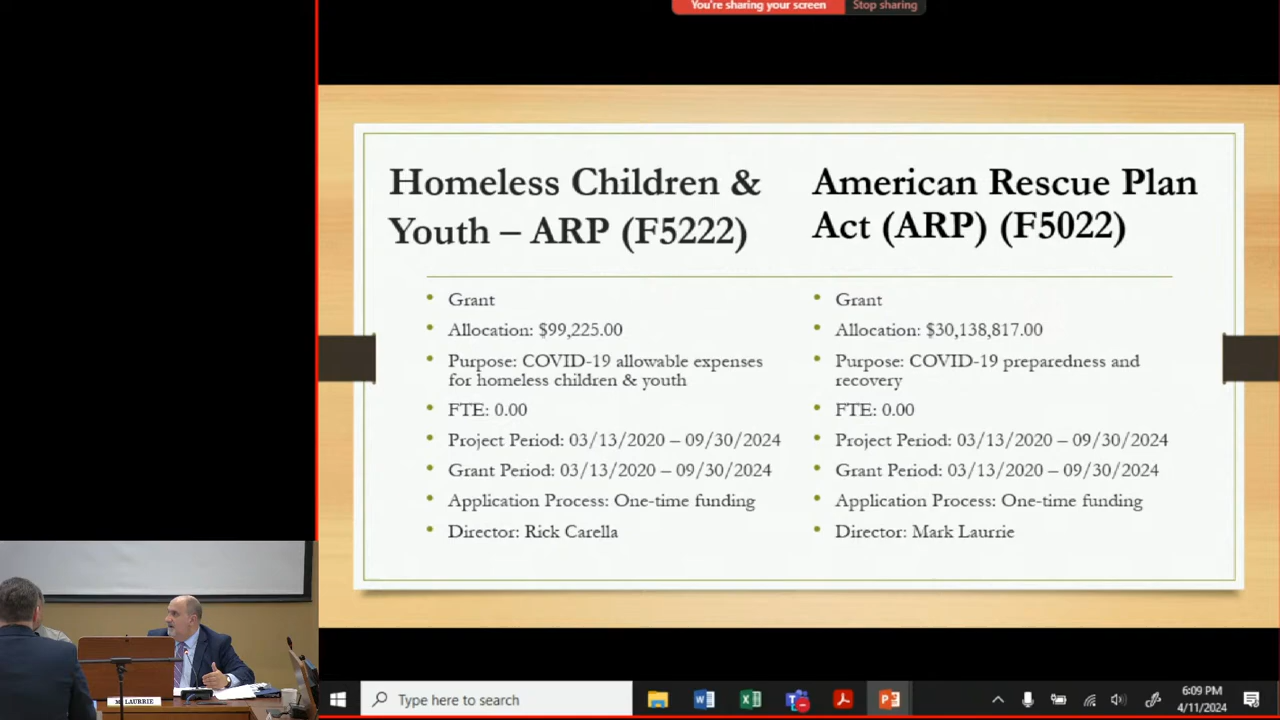 You're sharing your screen
Stop sharing
Homeless Children &
Youth – ARP (F5222)
• Grant
• Allocation: $99,225.00
• Purpose: COVID-19 allowable expenses
for homeless children & youth
• FTE: 0.00
• Project Period: 03/13/2020 – 09/30/2024
• Grant Period: 03/13/2020 – 09/30/2024
• Application Process: One-time funding
• Director: Rick Carella
American Rescue Plan
Act (ARP) (F5022)
• Grant
• Allocation: $30,138,817.00
• Purpose: COVID-19 preparedness and
recovery
• FTE: 0.00
• Project Period: 03/13/2020 – 09/30/2024
• Grant Period: 03/13/2020 – 09/30/2024
• Application Process: One-time funding
• Director: Mark Laurrie
LAURRIE
Type here to search
6:09 PM
4/11/2024